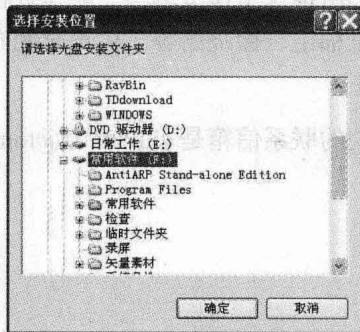 选择安装位置
请选择光盘安装文件夹
RavBin
TDdownload
WINDOWS
DVD 驱动器 (D:)
日常工作 (E:)
常用软件 (F:)
AntiARP Stand-alone Edition
Program Files
常用软件
检查
临时文件夹
录屏
矢量素材
确定
取消